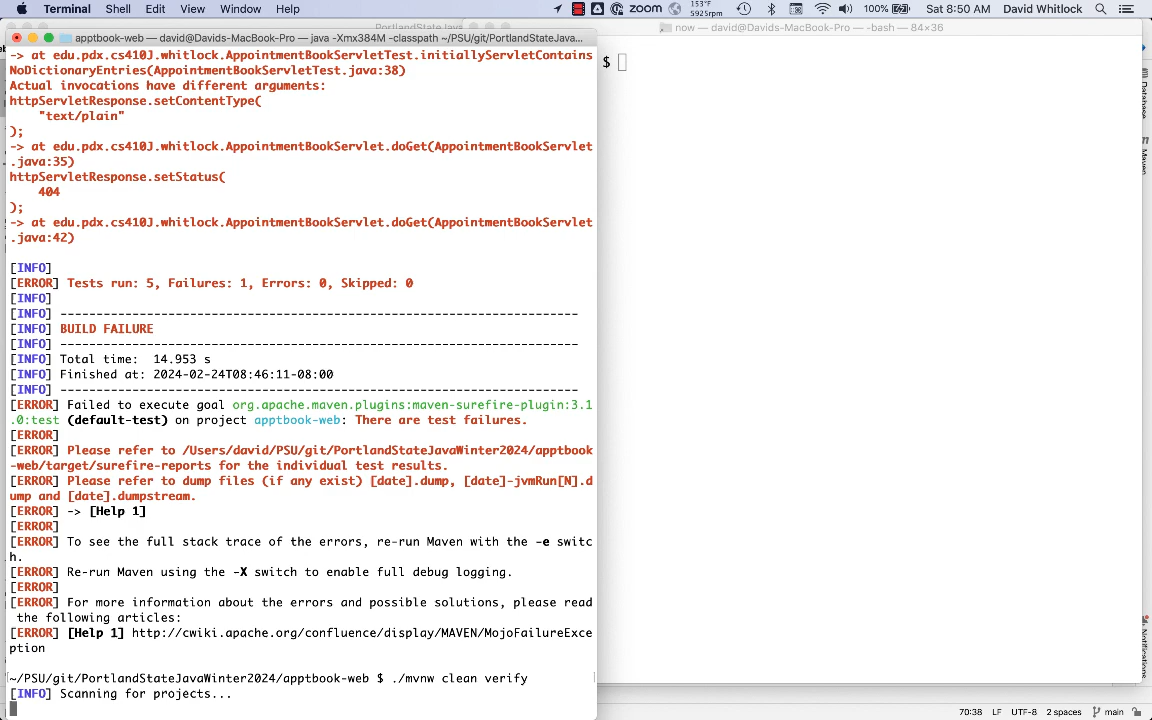 Terminal Shell Edit View Window Help
zoom 153°F 5925rpm 100% Sat 8:50 AM David Whitlock
apptbook-web — david@Davids-MacBook-Pro — java -Xmx384M -classpath ~/PSU/git/PortlandStateJava...
now — david@Davids-MacBook-Pro — -bash — 84×36
-> at edu.pdx.cs410J.whitlock.AppointmentBookServletTest.initiallyServletContains
NoDictionaryEntries(AppointmentBookServletTest.java:38)
Actual invocations have different arguments:
httpServletResponse.setContentType(
"text/plain"
);
-> at edu.pdx.cs410J.whitlock.AppointmentBookServlet.doGet(AppointmentBookServlet
.java:35)
httpServletResponse.setStatus(
404
);
-> at edu.pdx.cs410J.whitlock.AppointmentBookServlet.doGet(AppointmentBookServlet
.java:42)
[INFO]
[ERROR] Tests run: 5, Failures: 1, Errors: 0, Skipped: 0
[INFO]
[INFO] ------------------------------------------------------------------------
[INFO] BUILD FAILURE
[INFO] ------------------------------------------------------------------------
[INFO] Total time:  14.953 s
[INFO] Finished at: 2024-02-24T08:46:11-08:00
[INFO] ------------------------------------------------------------------------
[ERROR] Failed to execute goal org.apache.maven.plugins:maven-surefire-plugin:3.1
.0:test (default-test) on project apptbook-web: There are test failures.
[ERROR]
[ERROR] Please refer to /Users/david/PSU/git/PortlandStateJavaWinter2024/apptbook
-web/target/surefire-reports for the individual test results.
[ERROR] Please refer to dump files (if any exist) [date].dump, [date]-jvmRun[N].d
ump and [date].dumpstream.
[ERROR] -> [Help 1]
[ERROR]
[ERROR] To see the full stack trace of the errors, re-run Maven with the -e switc
h.
[ERROR] Re-run Maven using the -X switch to enable full debug logging.
[ERROR]
[ERROR] For more information about the errors and possible solutions, please read
the following articles:
[ERROR] [Help 1] http://cwiki.apache.org/confluence/display/MAVEN/MojoFailureExce
ption
~/PSU/git/PortlandStateJavaWinter2024/apptbook-web $ ./mvnw clean verify
[INFO] Scanning for projects...
$
Database
Maven
Notifications
70:38 LF UTF-8 2 spaces main